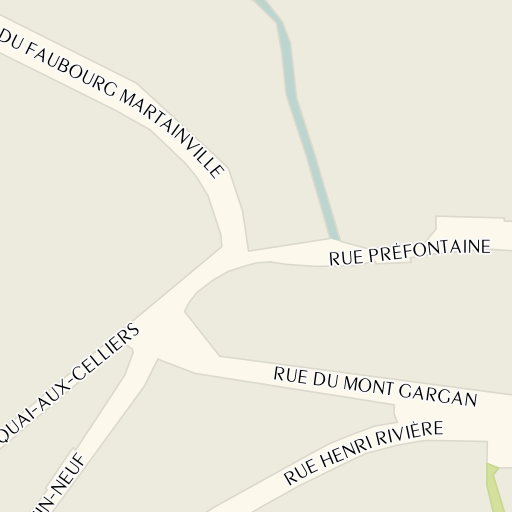 DU FAUBOURG MARTAINVILLE
RUE PRÉFONTAINE
QUAI-AUX-CELLIERS
RUE DU MONT GARGAN
RUE HENRI RIVIÈRE
IN-NEUF